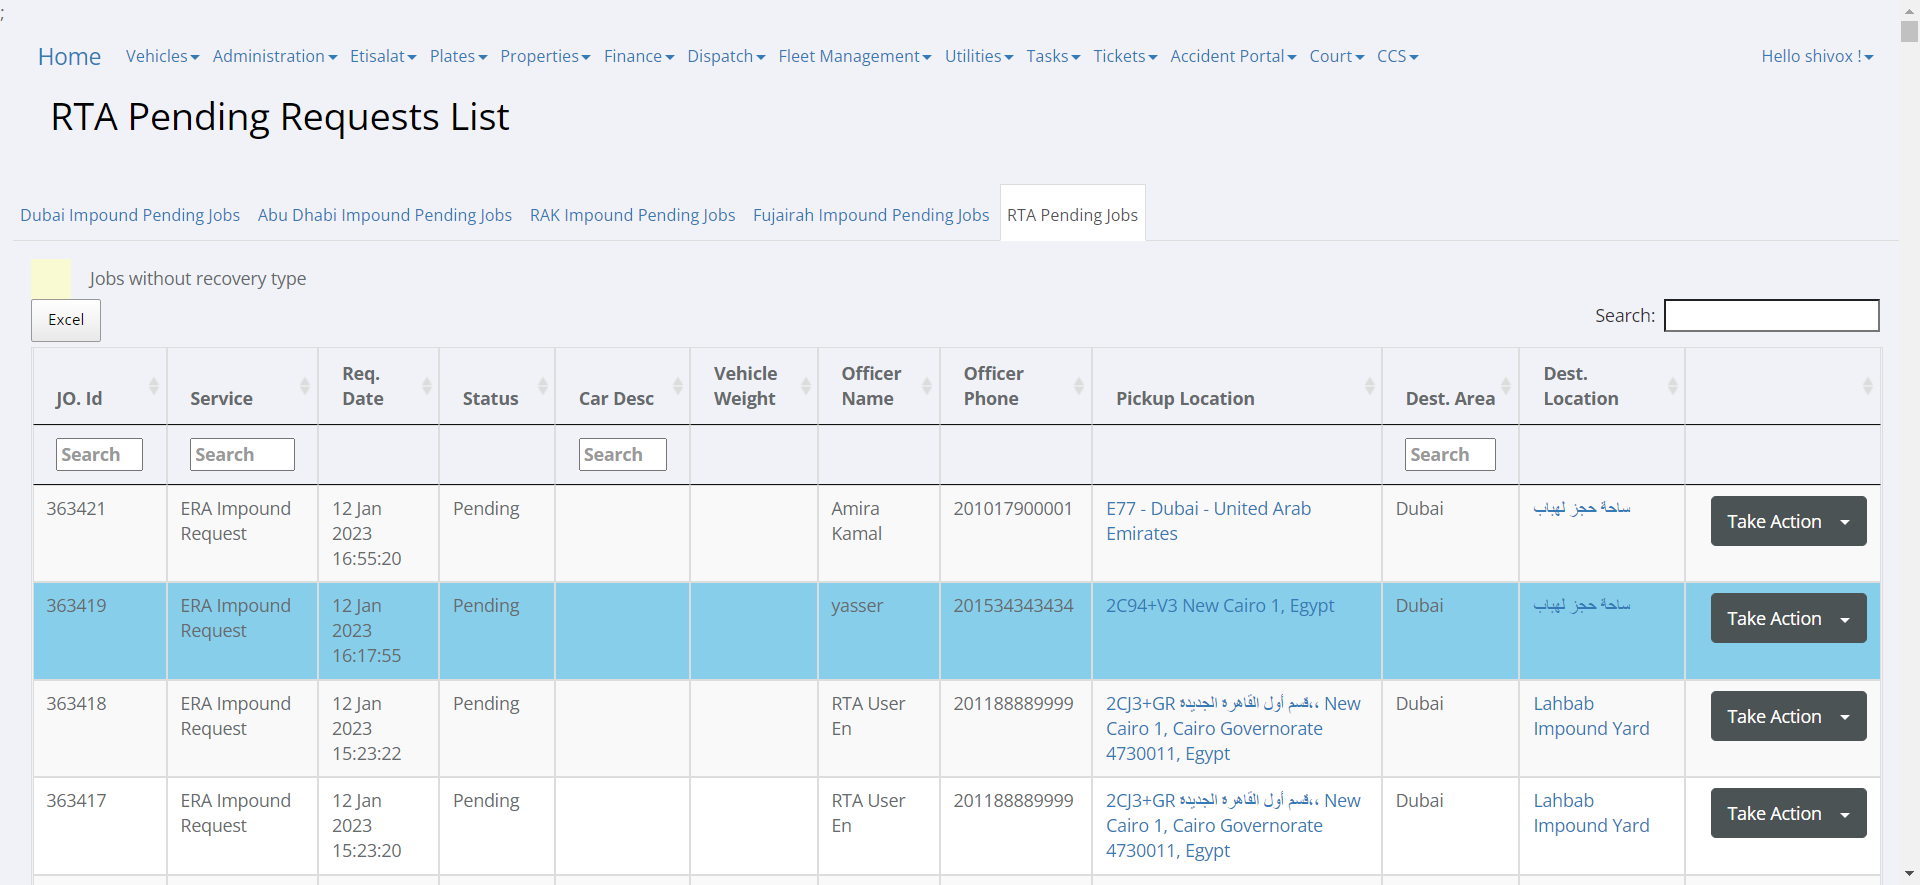 ;
Home Vehicles Administration Etisalat Plates Properties Finance Dispatch Fleet Management Utilities Tasks Tickets Accident Portal Court CCS Hello shivox !
RTA Pending Requests List
Dubai Impound Pending Jobs Abu Dhabi Impound Pending Jobs RAK Impound Pending Jobs Fujairah Impound Pending Jobs RTA Pending Jobs
Jobs without recovery type
Excel Search:
Req. Vehicle Officer Officer Dest.
JO. Id Service Date Status Car Desc Weight Name Phone Pickup Location Dest. Area Location
Search Search Search Search
363421 ERA Impound 12 Jan Pending Amira 201017900001 E77 - Dubai - United Arab Dubai ساحة حجز لهباب Take Action
Request 2023 Kamal Emirates
16:55:20
363419 ERA Impound 12 Jan Pending yasser 201534343434 2C94+V3 New Cairo 1, Egypt Dubai ساحة حجز لهباب Take Action
Request 2023
16:17:55
363418 ERA Impound 12 Jan Pending RTA User 201188889999 2CJ3+GR قسم أول القاهرة الجديدة،، New Dubai Lahbab Take Action
Request 2023 En Cairo 1, Cairo Governorate Impound Yard
15:23:22 4730011, Egypt
363417 ERA Impound 12 Jan Pending RTA User 201188889999 2CJ3+GR قسم أول القاهرة الجديدة،، New Dubai Lahbab Take Action
Request 2023 En Cairo 1, Cairo Governorate Impound Yard
15:23:20 4730011, Egypt